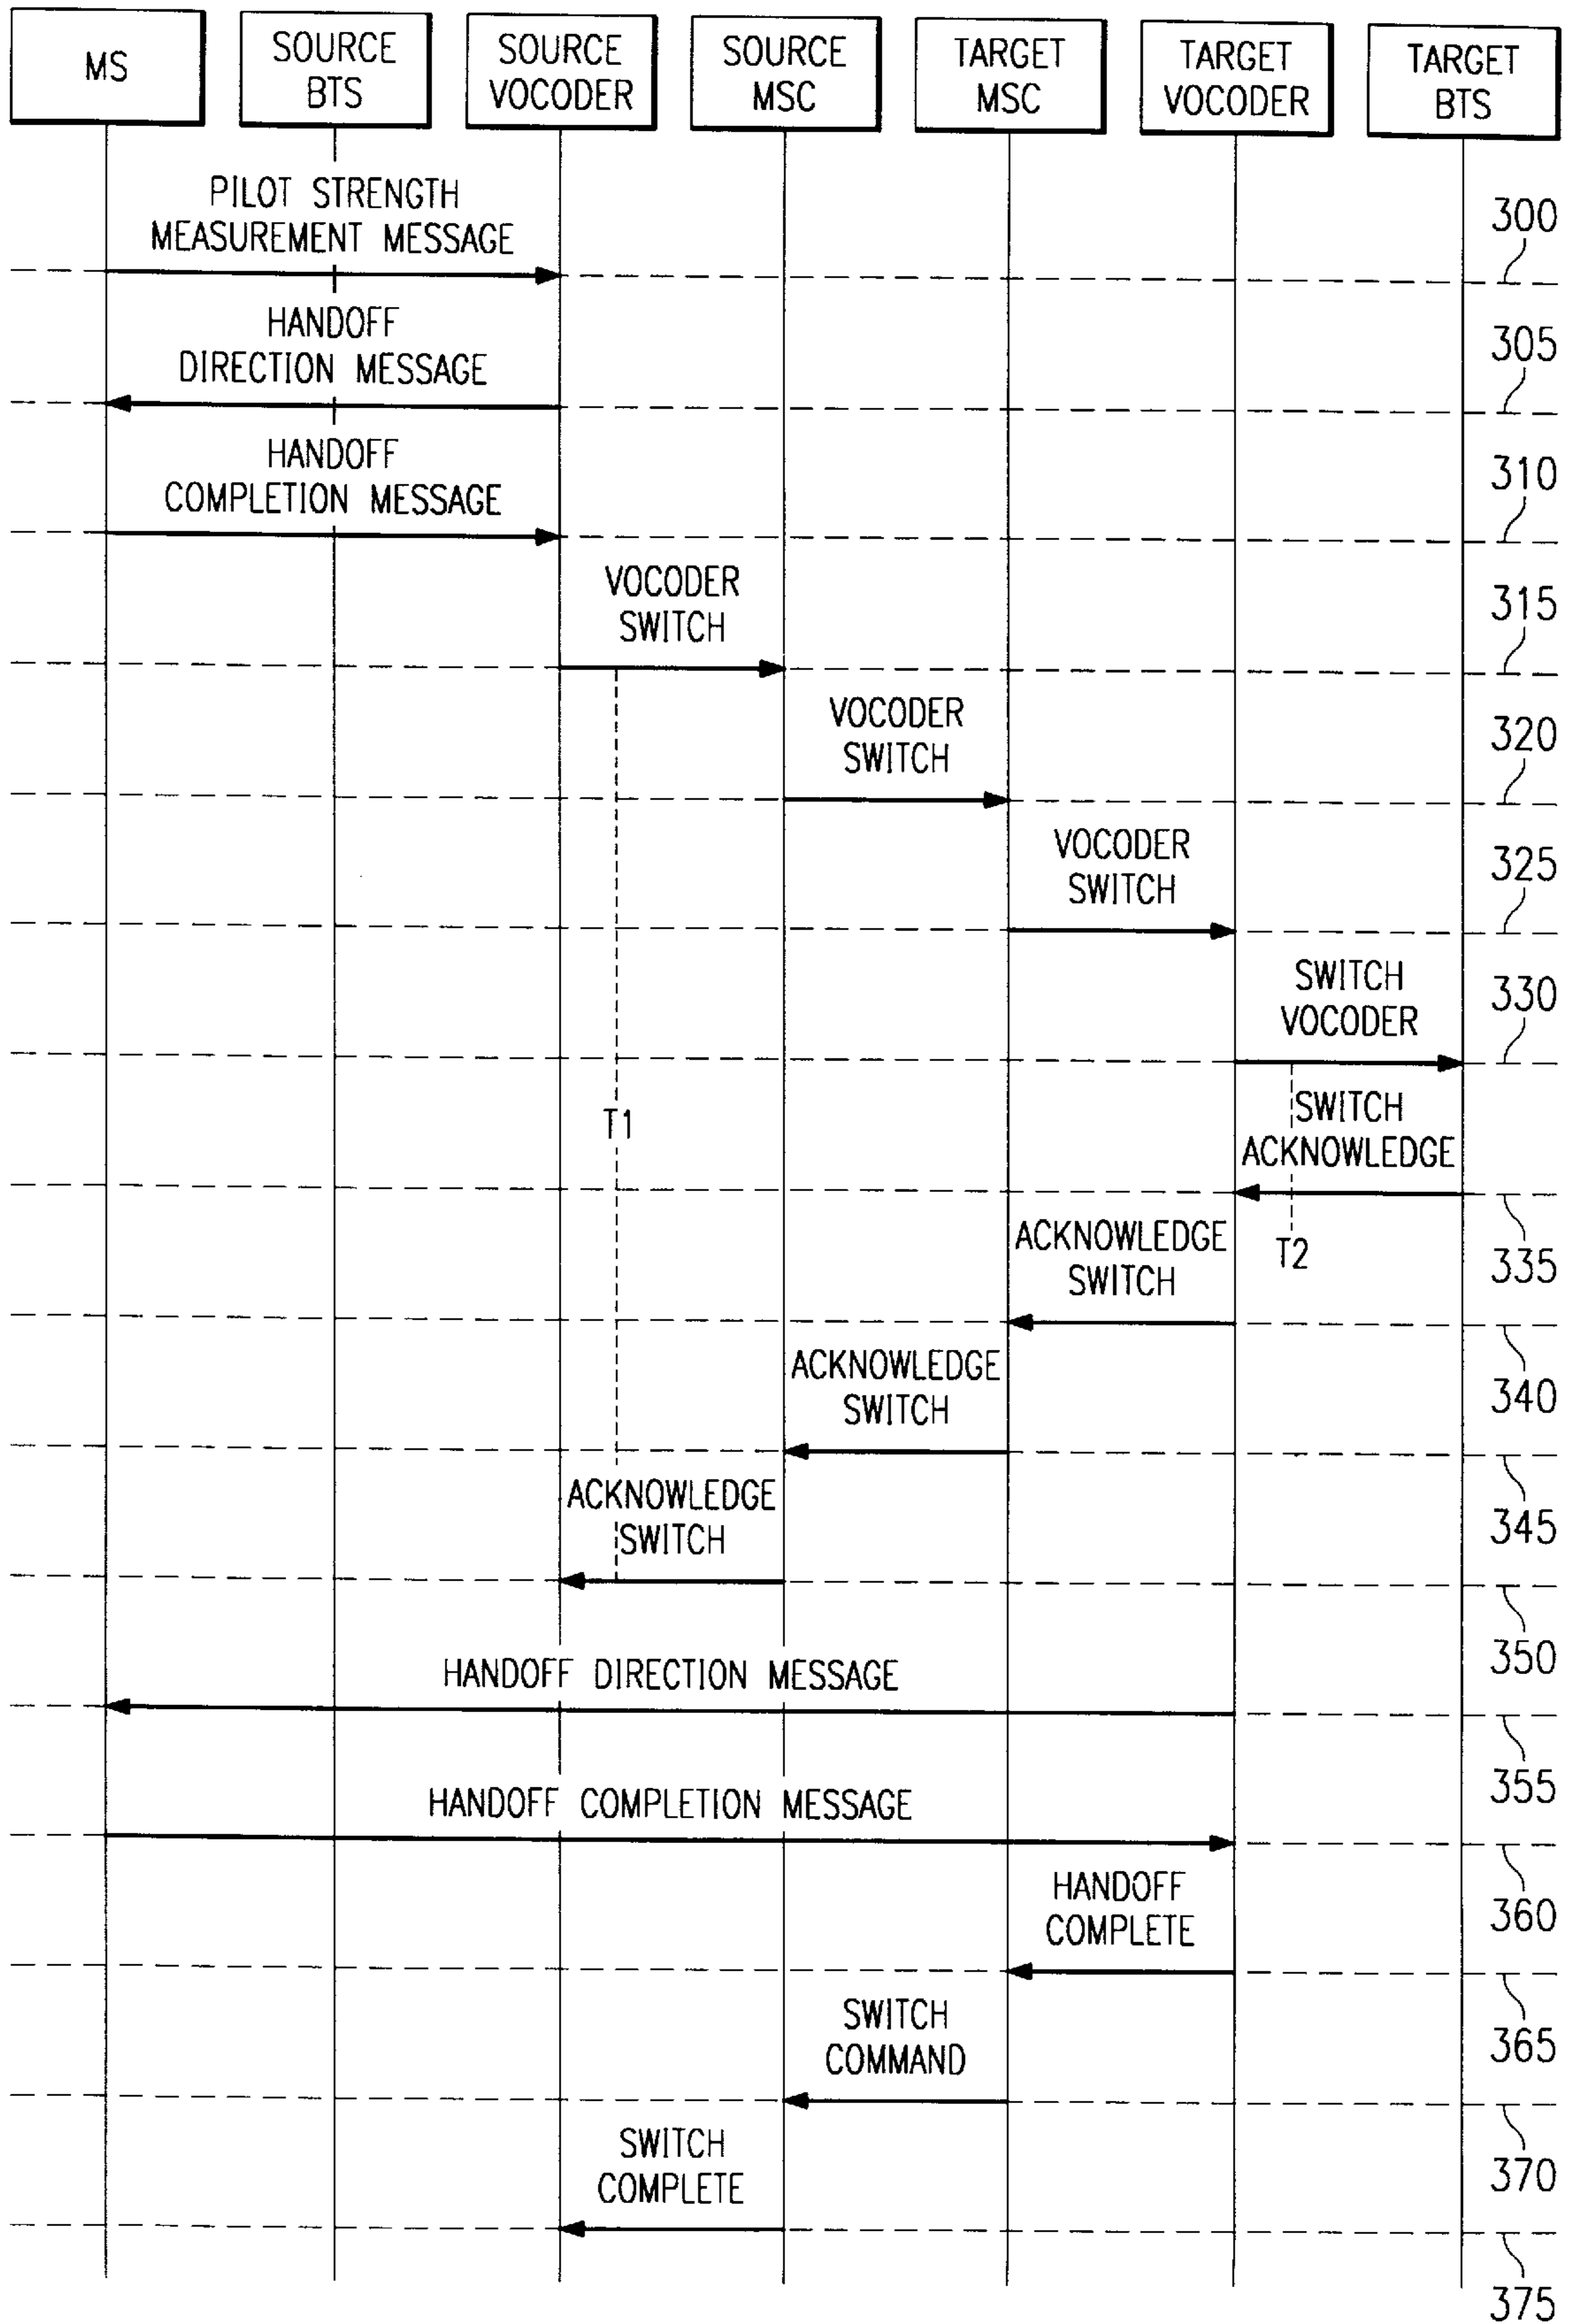 MS
SOURCE
BTS
SOURCE
VOCODER
SOURCE
MSC
TARGET
MSC
TARGET
VOCODER
TARGET
BTS
PILOT STRENGTH
MEASUREMENT MESSAGE
300
HANDOFF
DIRECTION MESSAGE
305
HANDOFF
COMPLETION MESSAGE
310
VOCODER
SWITCH
315
VOCODER
SWITCH
320
VOCODER
SWITCH
325
SWITCH
VOCODER
330
T1
SWITCH
ACKNOWLEDGE
T2
335
ACKNOWLEDGE
SWITCH
340
ACKNOWLEDGE
SWITCH
345
ACKNOWLEDGE
SWITCH
350
HANDOFF DIRECTION MESSAGE
355
HANDOFF COMPLETION MESSAGE
360
HANDOFF
COMPLETE
365
SWITCH
COMMAND
370
SWITCH
COMPLETE
375